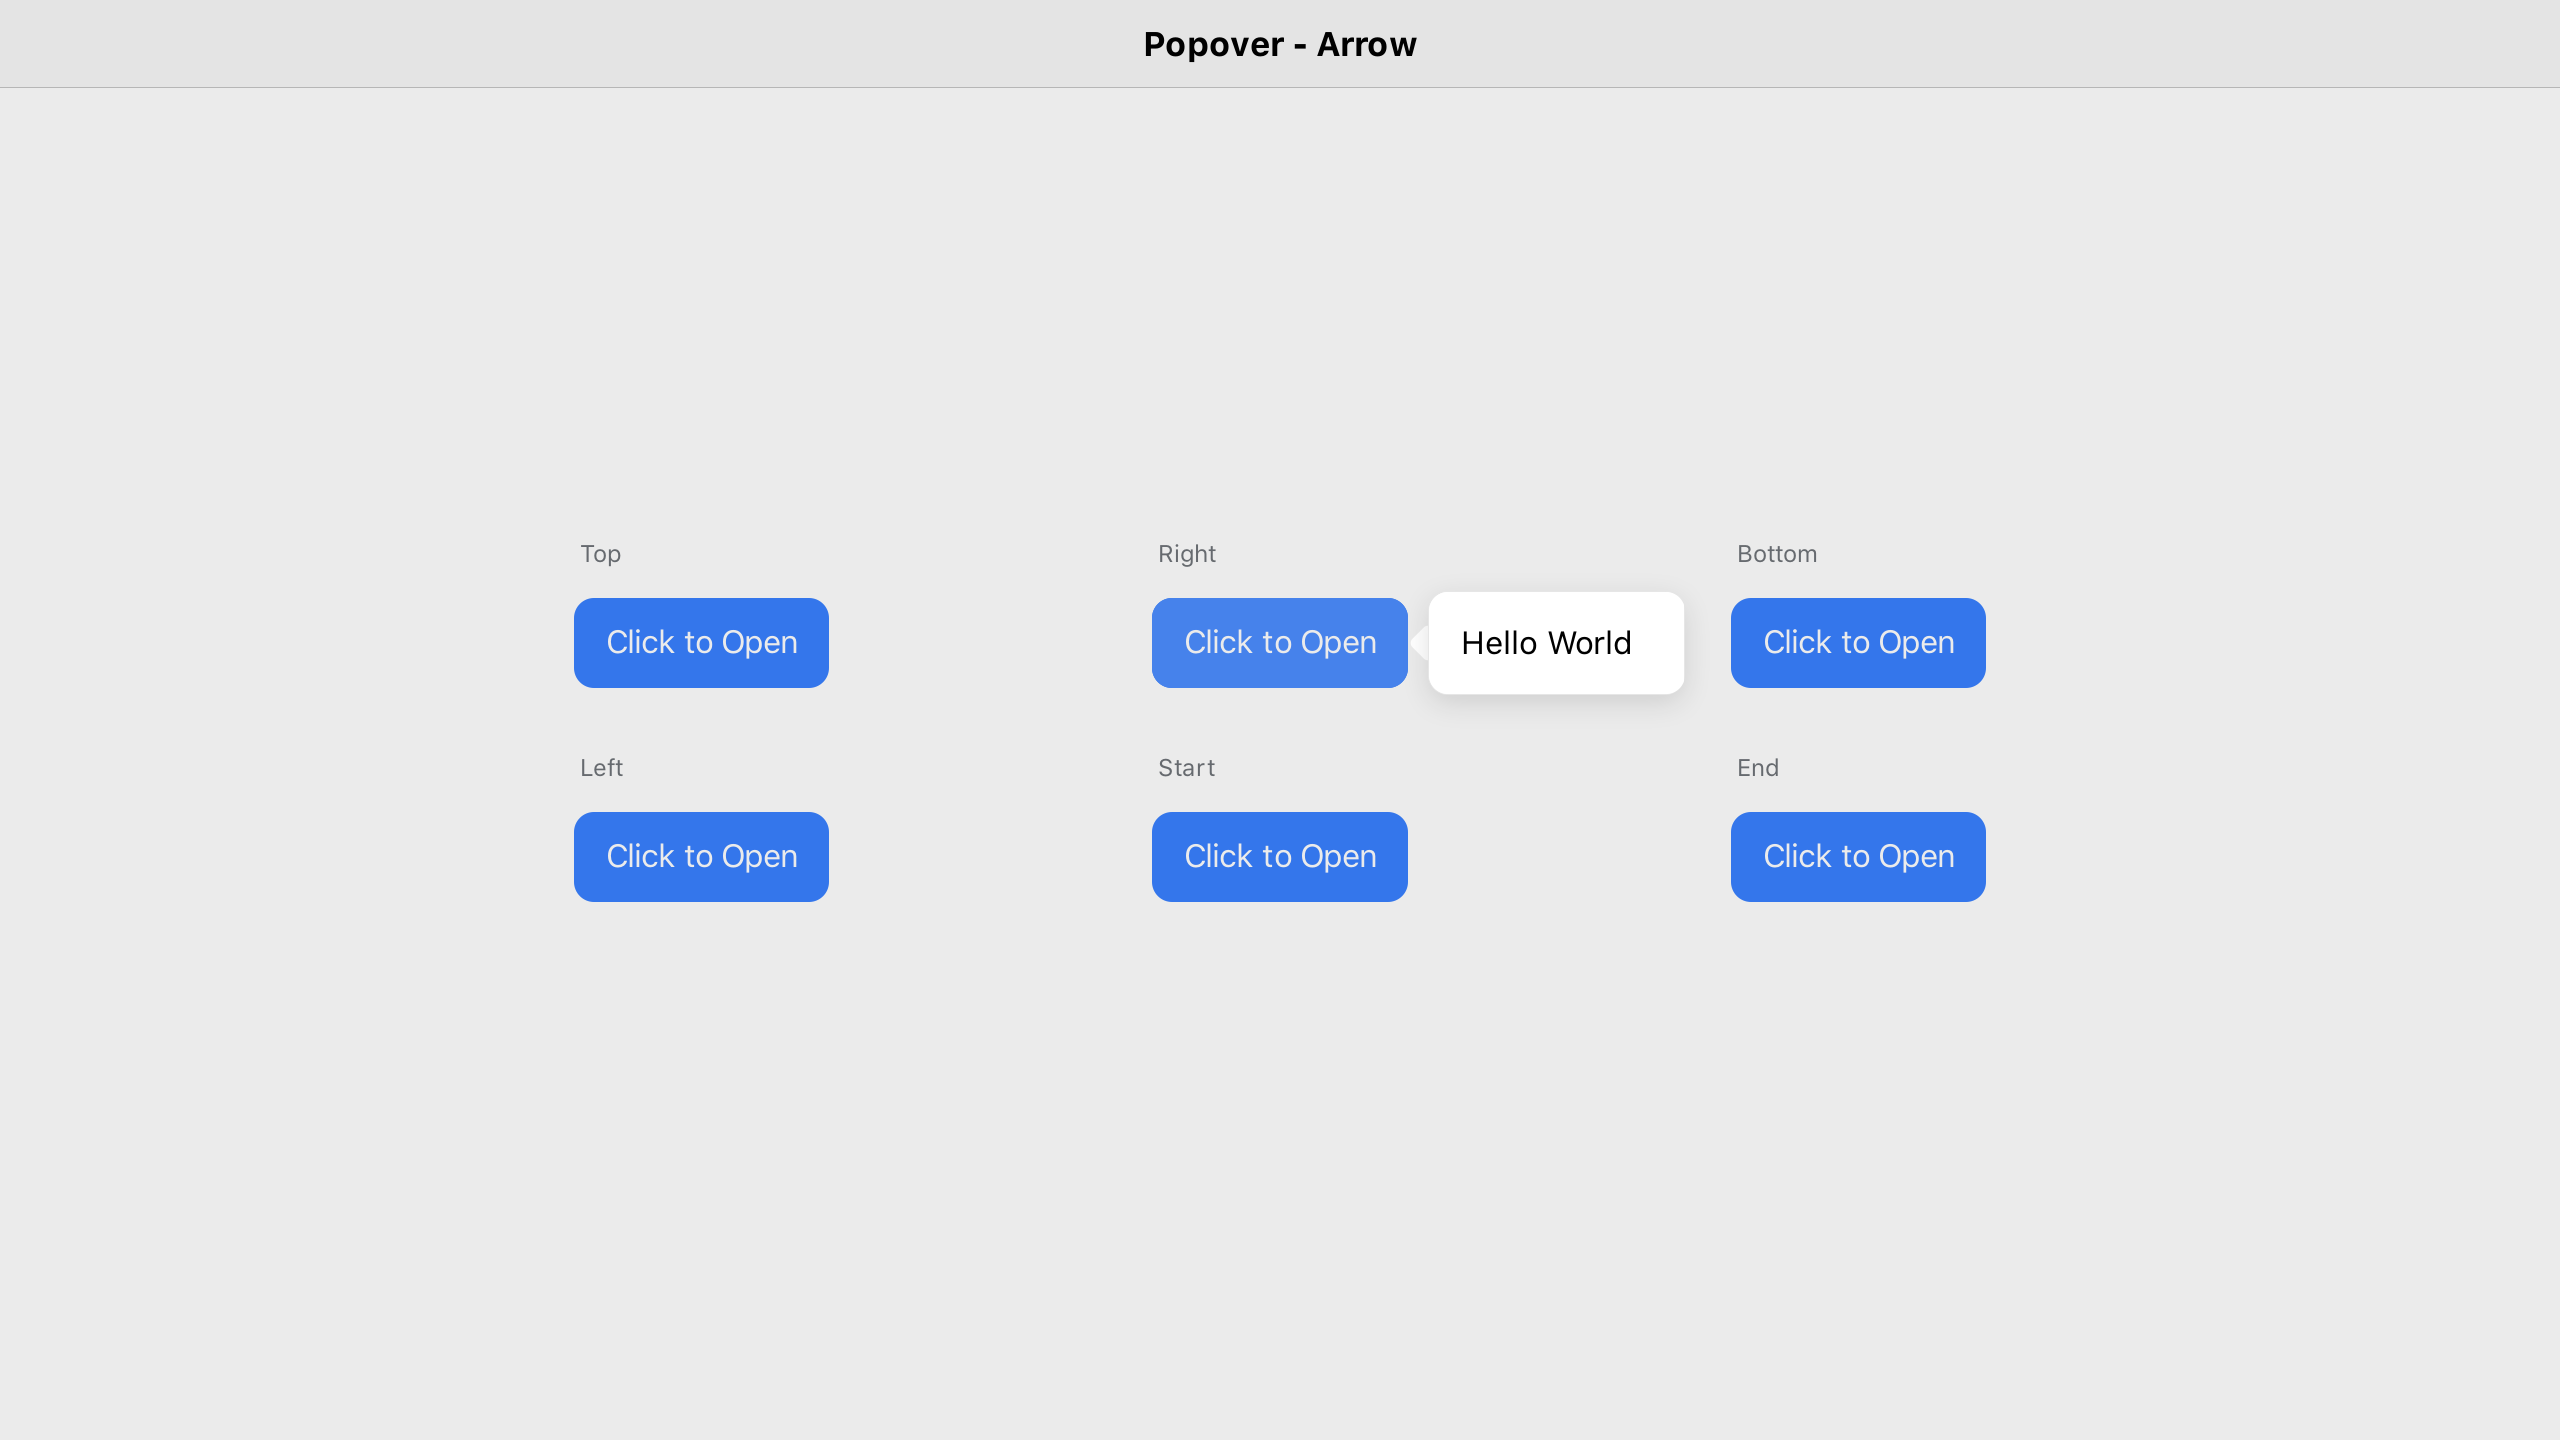 Popover - Arrow
Top
Right
Bottom
Click to Open
Click to Open
Hello World
Click to Open
Left
Start
End
Click to Open
Click to Open
Click to Open